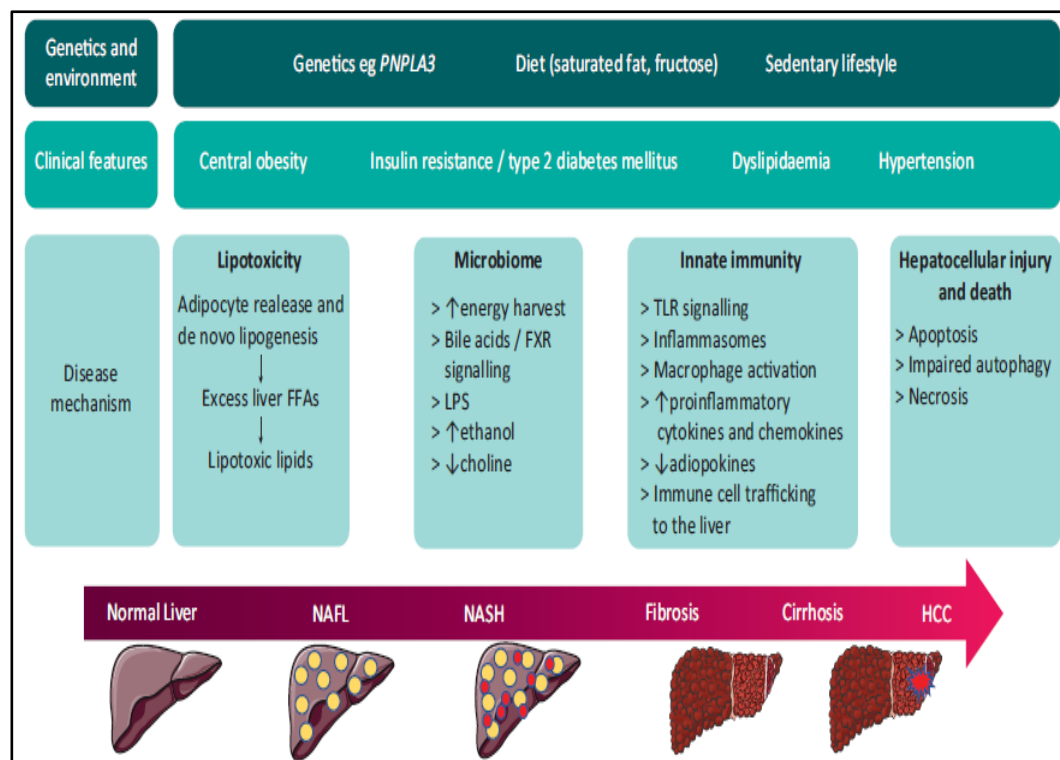 Genetics and
environment
Genetics eg PNPLA3 Diet (saturated fat, fructose) Sedentary lifestyle
Clinical features
Central obesity Insulin resistance / type 2 diabetes mellitus Dyslipidaemia Hypertension
Disease
mechanism
Lipotoxicity
Adipocyte realease and
de novo lipogenesis
↓
Excess liver FFAs
↓
Lipotoxic lipids
Microbiome
> ↑energy harvest
> Bile acids / FXR
signalling
> LPS
> ↑ethanol
> ↓choline
Innate immunity
> TLR signalling
> Inflammasomes
> Macrophage activation
> ↑proinflammatory
cytokines and chemokines
> ↓adiopokines
> Immune cell trafficking
to the liver
Hepatocellular injury
and death
> Apoptosis
> Impaired autophagy
> Necrosis
Normal Liver NAFL NASH Fibrosis Cirrhosis HCC